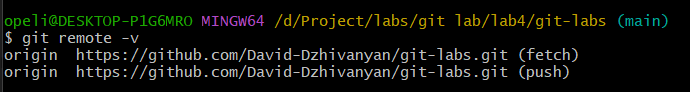 opeli@DESKTOP-P1G6MRO MINGW64 /d/Project/labs/git lab/lab4/git-labs (main)
$ git remote -v
origin  https://github.com/David-Dzhivanyan/git-labs.git (fetch)
origin  https://github.com/David-Dzhivanyan/git-labs.git (push)